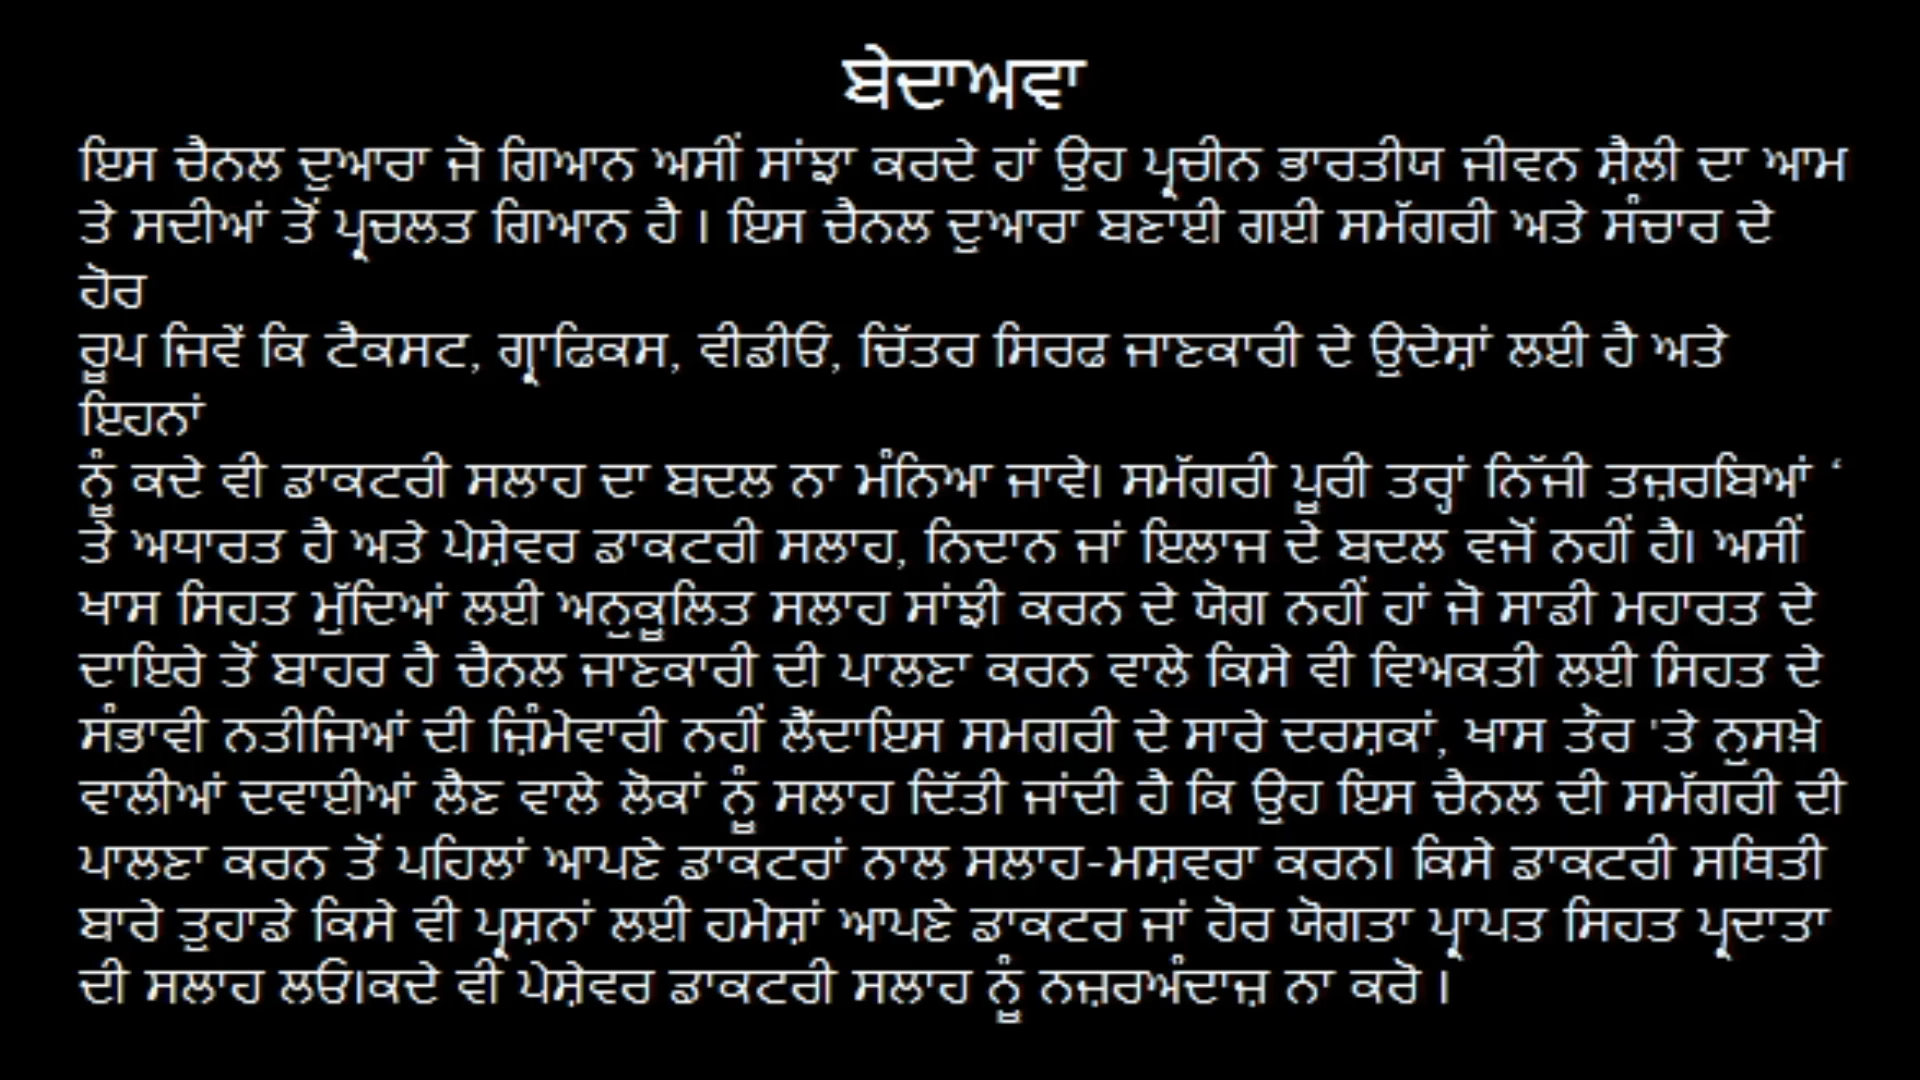 ਬੇਦਾਅਵਾ
ਇਸ ਚੈਨਲ ਦੁਆਰਾ ਜੋ ਗਿਆਨ ਅਸੀਂ ਸਾਂਝਾ ਕਰਦੇ ਹਾਂ ਉਹ ਪ੍ਰਚੀਨ ਭਾਰਤੀਯ ਜੀਵਨ ਸ਼ੈਲੀ ਦਾ ਆਮ
ਤੇ ਸਦੀਆਂ ਤੋਂ ਪ੍ਰਚਲਤ ਗਿਆਨ ਹੈ । ਇਸ ਚੈਨਲ ਦੁਆਰਾ ਬਣਾਈ ਗਈ ਸਮੱਗਰੀ ਅਤੇ ਸੰਚਾਰ ਦੇ
ਹੋਰ
ਰੂਪ ਜਿਵੇਂ ਕਿ ਟੈਕਸਟ, ਗ੍ਰਾਫਿਕਸ, ਵੀਡੀਓ, ਚਿੱਤਰ ਸਿਰਫ ਜਾਣਕਾਰੀ ਦੇ ਉਦੇਸ਼ਾਂ ਲਈ ਹੈ ਅਤੇ
ਇਹਨਾਂ
ਨੂੰ ਕਦੇ ਵੀ ਡਾਕਟਰੀ ਸਲਾਹ ਦਾ ਬਦਲ ਨਾ ਮੰਨਿਆ ਜਾਵੇ। ਸਮੱਗਰੀ ਪੂਰੀ ਤਰ੍ਹਾਂ ਨਿੱਜੀ ਤਜ਼ਰਬਿਆਂ ‘
ਤੇ ਅਧਾਰਤ ਹੈ ਅਤੇ ਪੇਸ਼ੇਵਰ ਡਾਕਟਰੀ ਸਲਾਹ, ਨਿਦਾਨ ਜਾਂ ਇਲਾਜ ਦੇ ਬਦਲ ਵਜੋਂ ਨਹੀਂ ਹੈ। ਅਸੀਂ
ਖਾਸ ਸਿਹਤ ਮੁੱਦਿਆਂ ਲਈ ਅਨੁਕੂਲਿਤ ਸਲਾਹ ਸਾਂਝੀ ਕਰਨ ਦੇ ਯੋਗ ਨਹੀਂ ਹਾਂ ਜੋ ਸਾਡੀ ਮਹਾਰਤ ਦੇ
ਦਾਇਰੇ ਤੋਂ ਬਾਹਰ ਹੈ ਚੈਨਲ ਜਾਣਕਾਰੀ ਦੀ ਪਾਲਣਾ ਕਰਨ ਵਾਲੇ ਕਿਸੇ ਵੀ ਵਿਅਕਤੀ ਲਈ ਸਿਹਤ ਦੇ
ਸੰਭਾਵੀ ਨਤੀਜਿਆਂ ਦੀ ਜ਼ਿੰਮੇਵਾਰੀ ਨਹੀਂ ਲੈਂਦਾਇਸ ਸਮਗਰੀ ਦੇ ਸਾਰੇ ਦਰਸ਼ਕਾਂ, ਖਾਸ ਤੌਰ 'ਤੇ ਨੁਸਖ਼ੇ
ਵਾਲੀਆਂ ਦਵਾਈਆਂ ਲੈਣ ਵਾਲੇ ਲੋਕਾਂ ਨੂੰ ਸਲਾਹ ਦਿੱਤੀ ਜਾਂਦੀ ਹੈ ਕਿ ਉਹ ਇਸ ਚੈਨਲ ਦੀ ਸਮੱਗਰੀ ਦੀ
ਪਾਲਣਾ ਕਰਨ ਤੋਂ ਪਹਿਲਾਂ ਆਪਣੇ ਡਾਕਟਰਾਂ ਨਾਲ ਸਲਾਹ-ਮਸ਼ਵਰਾ ਕਰਨ। ਕਿਸੇ ਡਾਕਟਰੀ ਸਥਿਤੀ
ਬਾਰੇ ਤੁਹਾਡੇ ਕਿਸੇ ਵੀ ਪ੍ਰਸ਼ਨਾਂ ਲਈ ਹਮੇਸ਼ਾਂ ਆਪਣੇ ਡਾਕਟਰ ਜਾਂ ਹੋਰ ਯੋਗਤਾ ਪ੍ਰਾਪਤ ਸਿਹਤ ਪ੍ਰਦਾਤਾ
ਦੀ ਸਲਾਹ ਲਓ।ਕਦੇ ਵੀ ਪੇਸ਼ੇਵਰ ਡਾਕਟਰੀ ਸਲਾਹ ਨੂੰ ਨਜ਼ਰਅੰਦਾਜ਼ ਨਾ ਕਰੋ ।